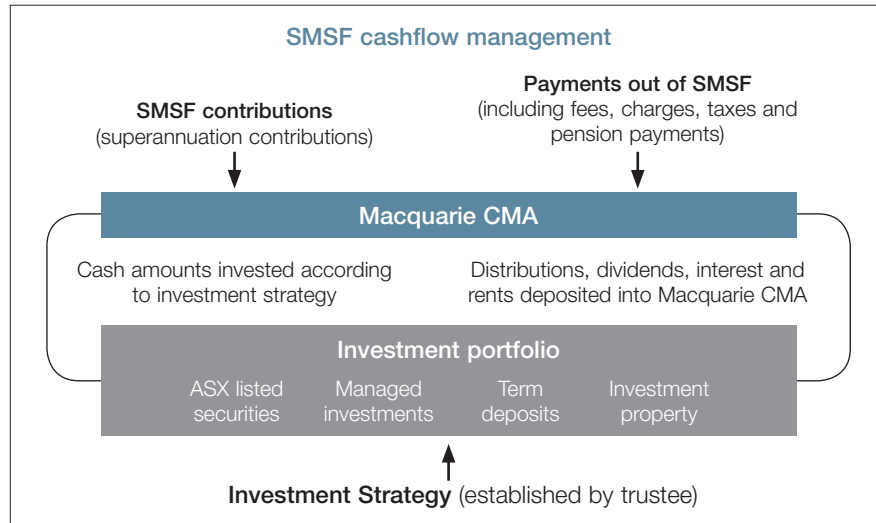 SMSF cashflow management
SMSF contributions
(superannuation contributions)
Payments out of SMSF
(including fees, charges, taxes and
pension payments)
Macquarie CMA
Cash amounts invested according
to investment strategy
Distributions, dividends, interest and
rents deposited into Macquarie CMA
Investment portfolio
ASX listed
securities
Managed
investments
Term
deposits
Investment
property
Investment Strategy (established by trustee)